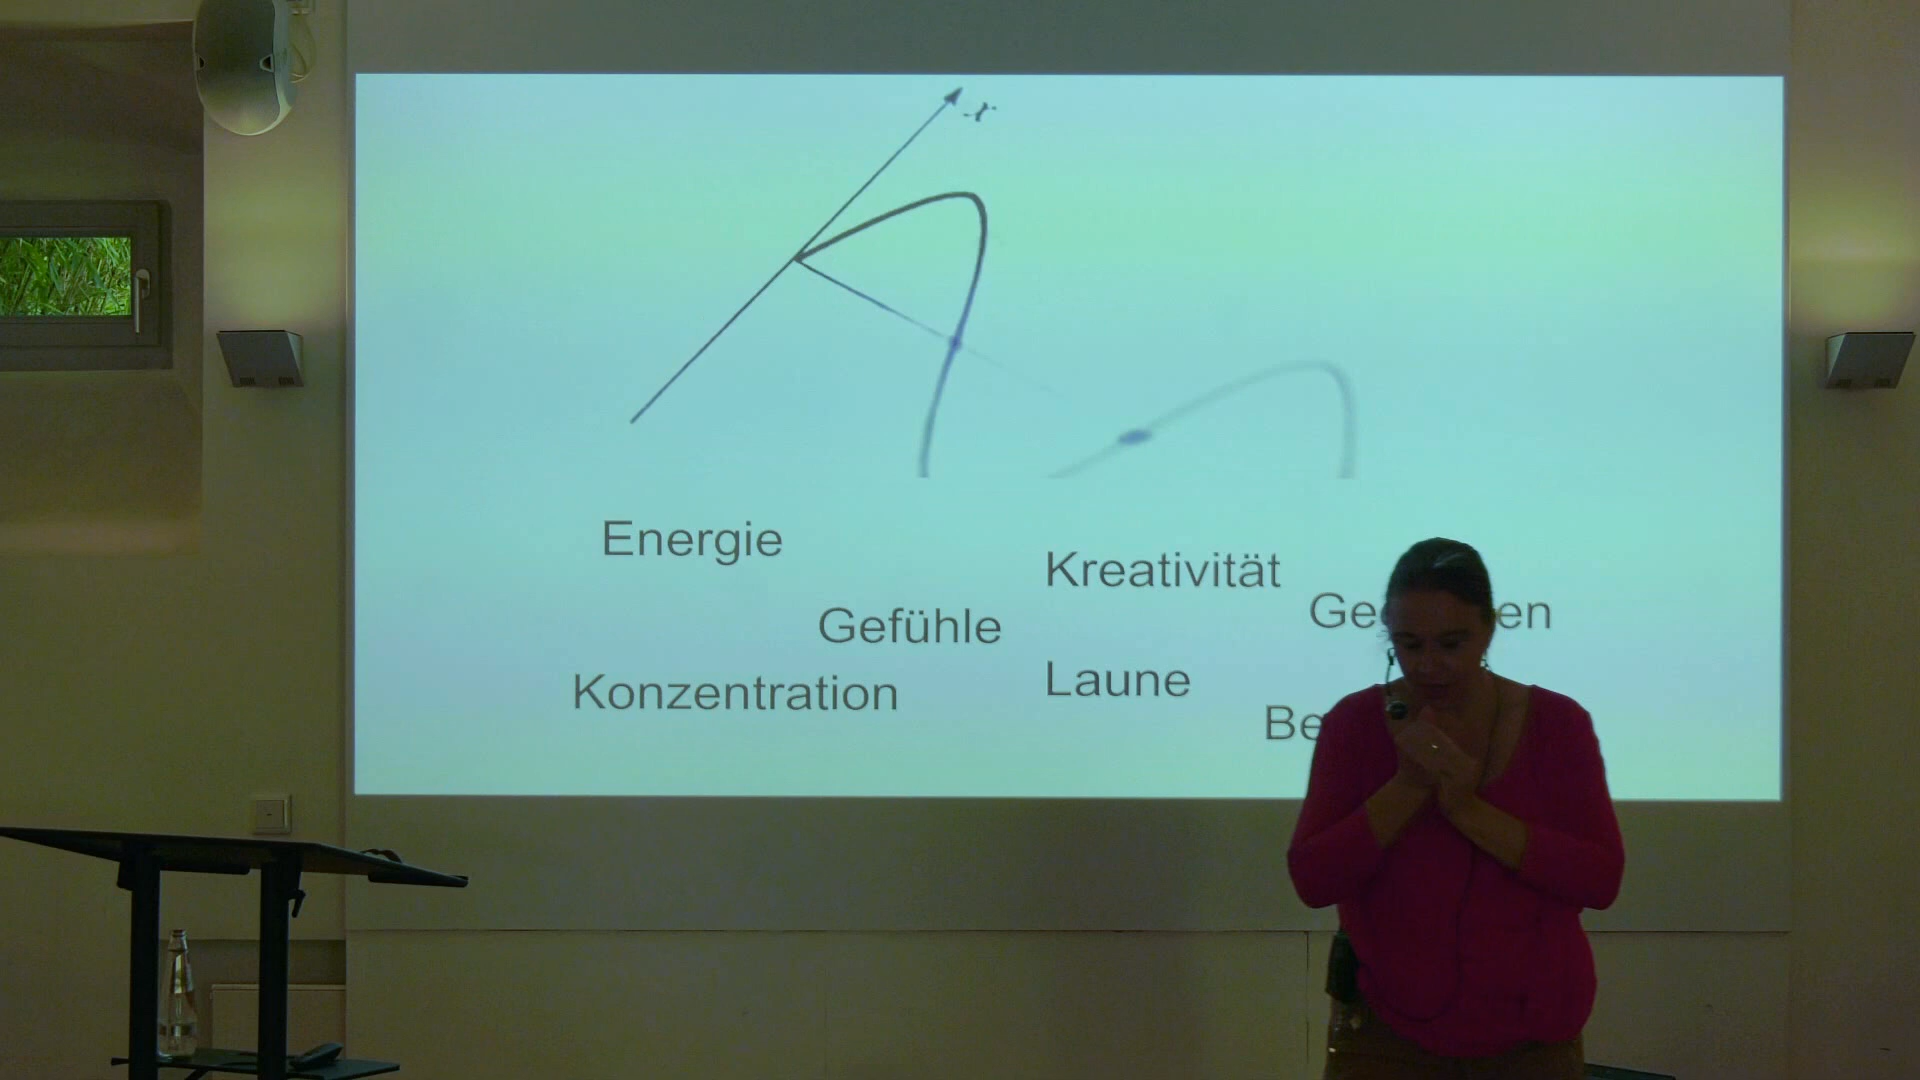 x
Energie
Kreativität
Gefühle
Laune
Konzentration